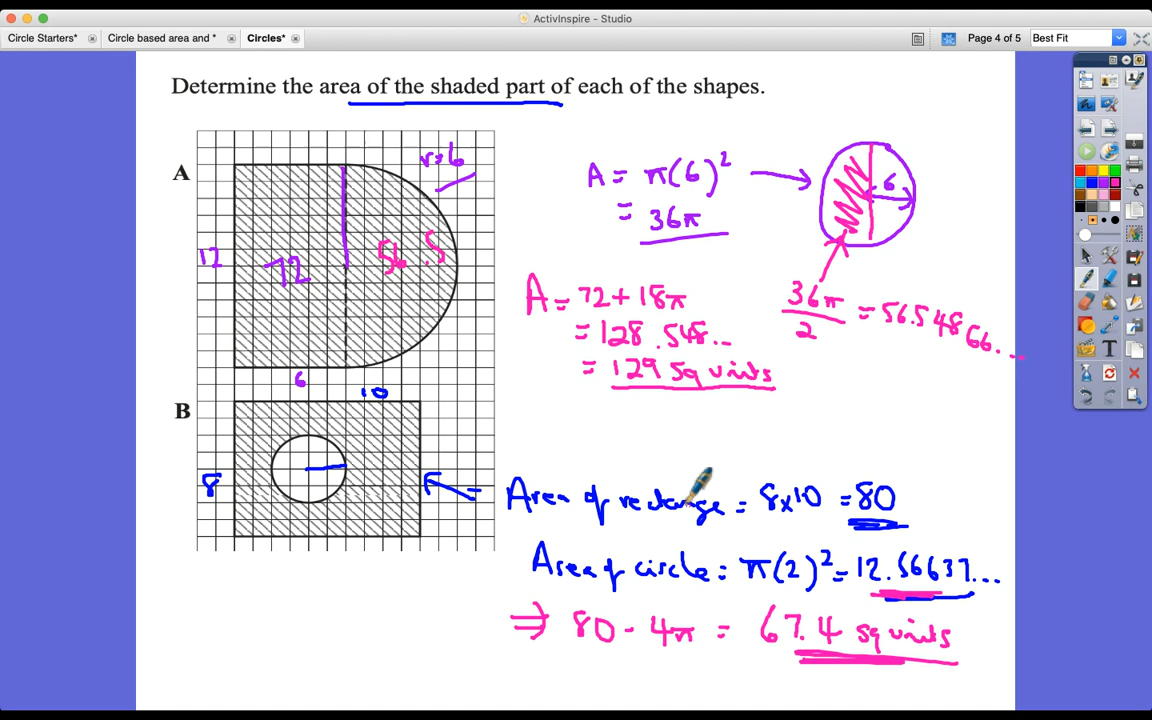 ActivInspire - Studio
Circle Starters*
Circle based area and *
Circles*
Page 4 of 5
Best Fit
Determine the area of the shaded part of each of the shapes.
A
r=6
12
72
56.5
6
A = π(6)²
= 36π
6
36π/2 = 56.54866...
A = 72 + 18π
= 128.548...
= 129 sq units
B
10
8
Area of rectange = 8x10 = 80
Area of circle = π(2)² = 12.56637...
⇒ 80 - 4π = 67.4 sq units
T